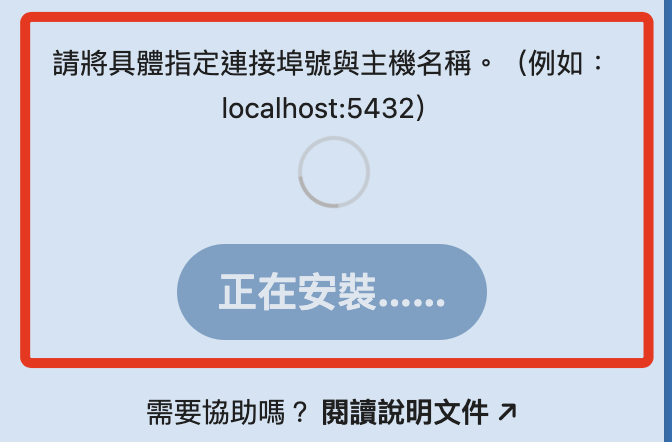 請將具體指定連接埠號與主機名稱。（例如：
localhost:5432）
正在安裝……
需要協助嗎？ 閱讀說明文件 ↗